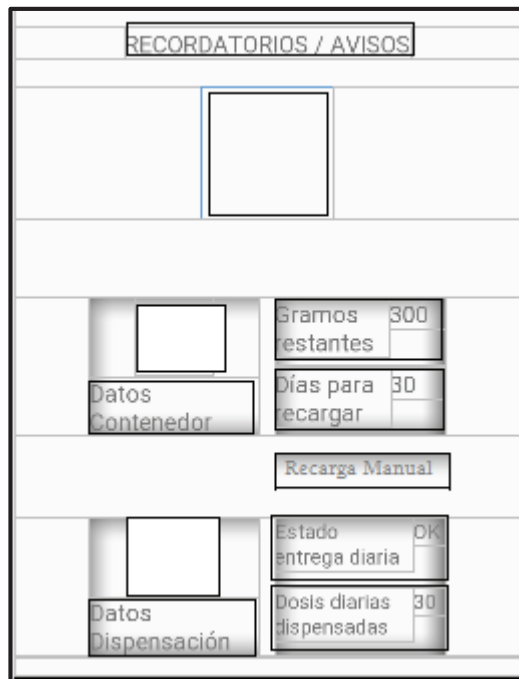 RECORDATORIOS / AVISOS
Gramos 300
restantes
Días para 30
recargar
Datos
Contenedor
Recarga Manual
Estado OK
entrega diaria
Dosis diarias 30
dispensadas
Datos
Dispensación